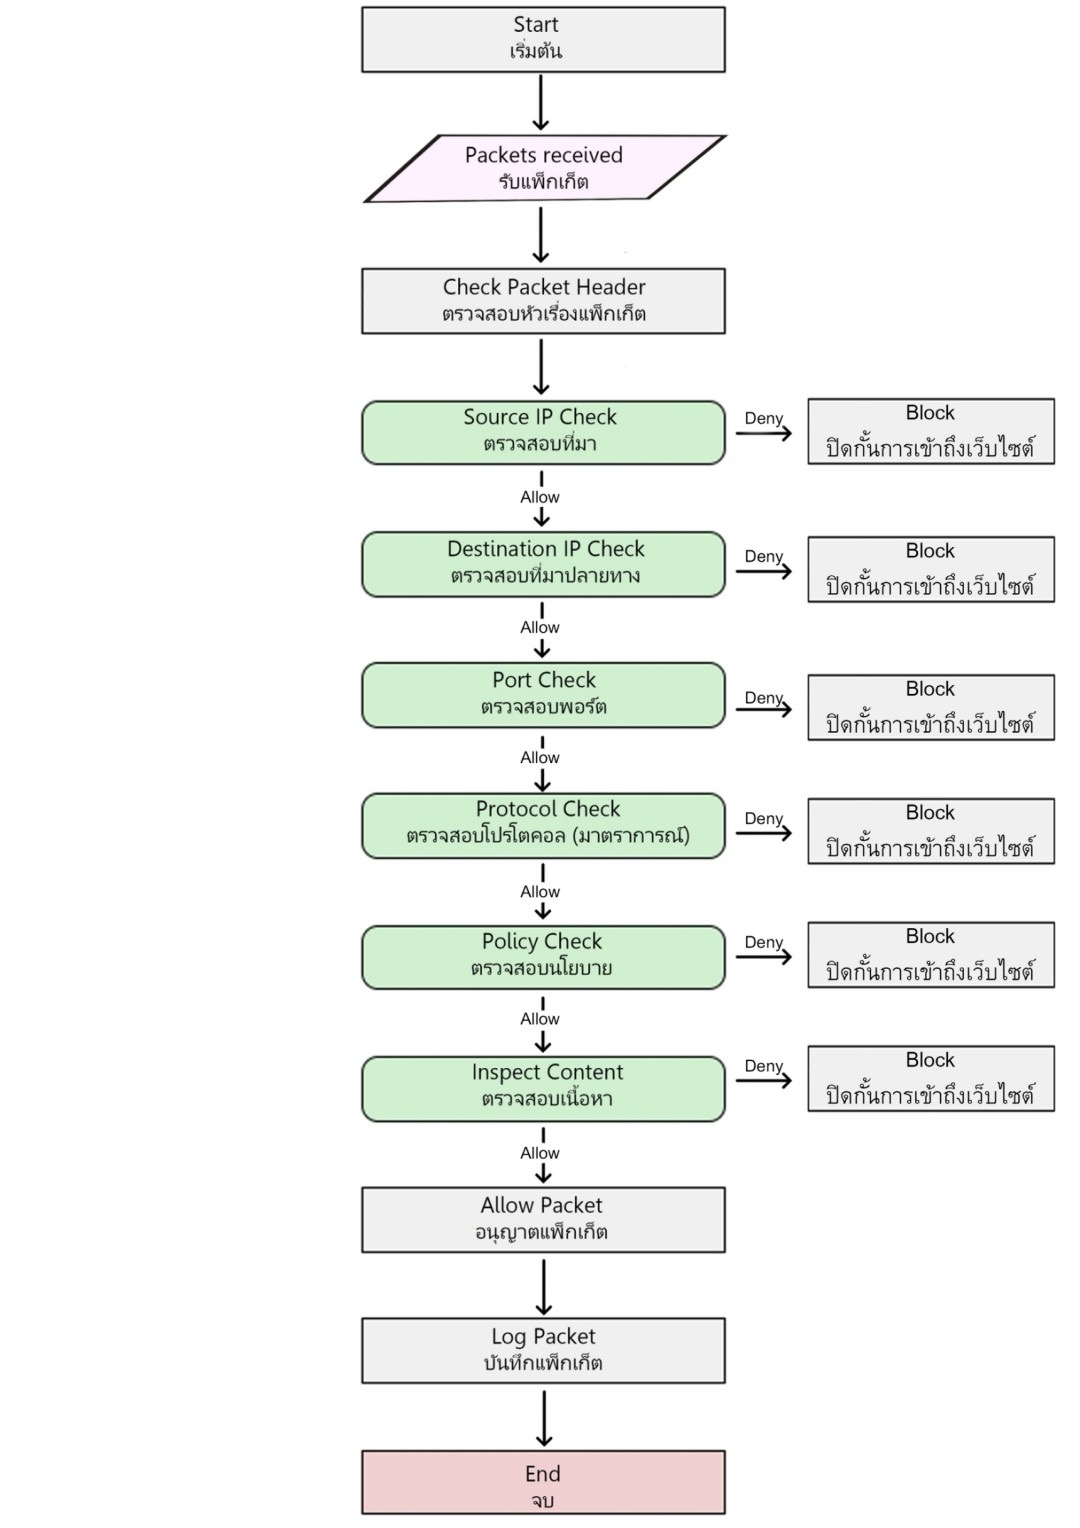 Start
เริ่มต้น
Packets received
รับแพ็กเก็ต
Check Packet Header
ตรวจสอบหัวเรื่องแพ็กเก็ต
Source IP Check
ตรวจสอบที่มา
Deny
Block
ปิดกั้นการเข้าถึงเว็บไซต์
Allow
Destination IP Check
ตรวจสอบที่มาปลายทาง
Deny
Block
ปิดกั้นการเข้าถึงเว็บไซต์
Allow
Port Check
ตรวจสอบพอร์ต
Deny
Block
ปิดกั้นการเข้าถึงเว็บไซต์
Allow
Protocol Check
ตรวจสอบโปรโตคอล (มาตราการณ์)
Deny
Block
ปิดกั้นการเข้าถึงเว็บไซต์
Allow
Policy Check
ตรวจสอบนโยบาย
Deny
Block
ปิดกั้นการเข้าถึงเว็บไซต์
Allow
Inspect Content
ตรวจสอบเนื้อหา
Deny
Block
ปิดกั้นการเข้าถึงเว็บไซต์
Allow
Allow Packet
อนุญาตแพ็กเก็ต
Log Packet
บันทึกแพ็กเก็ต
End
จบ